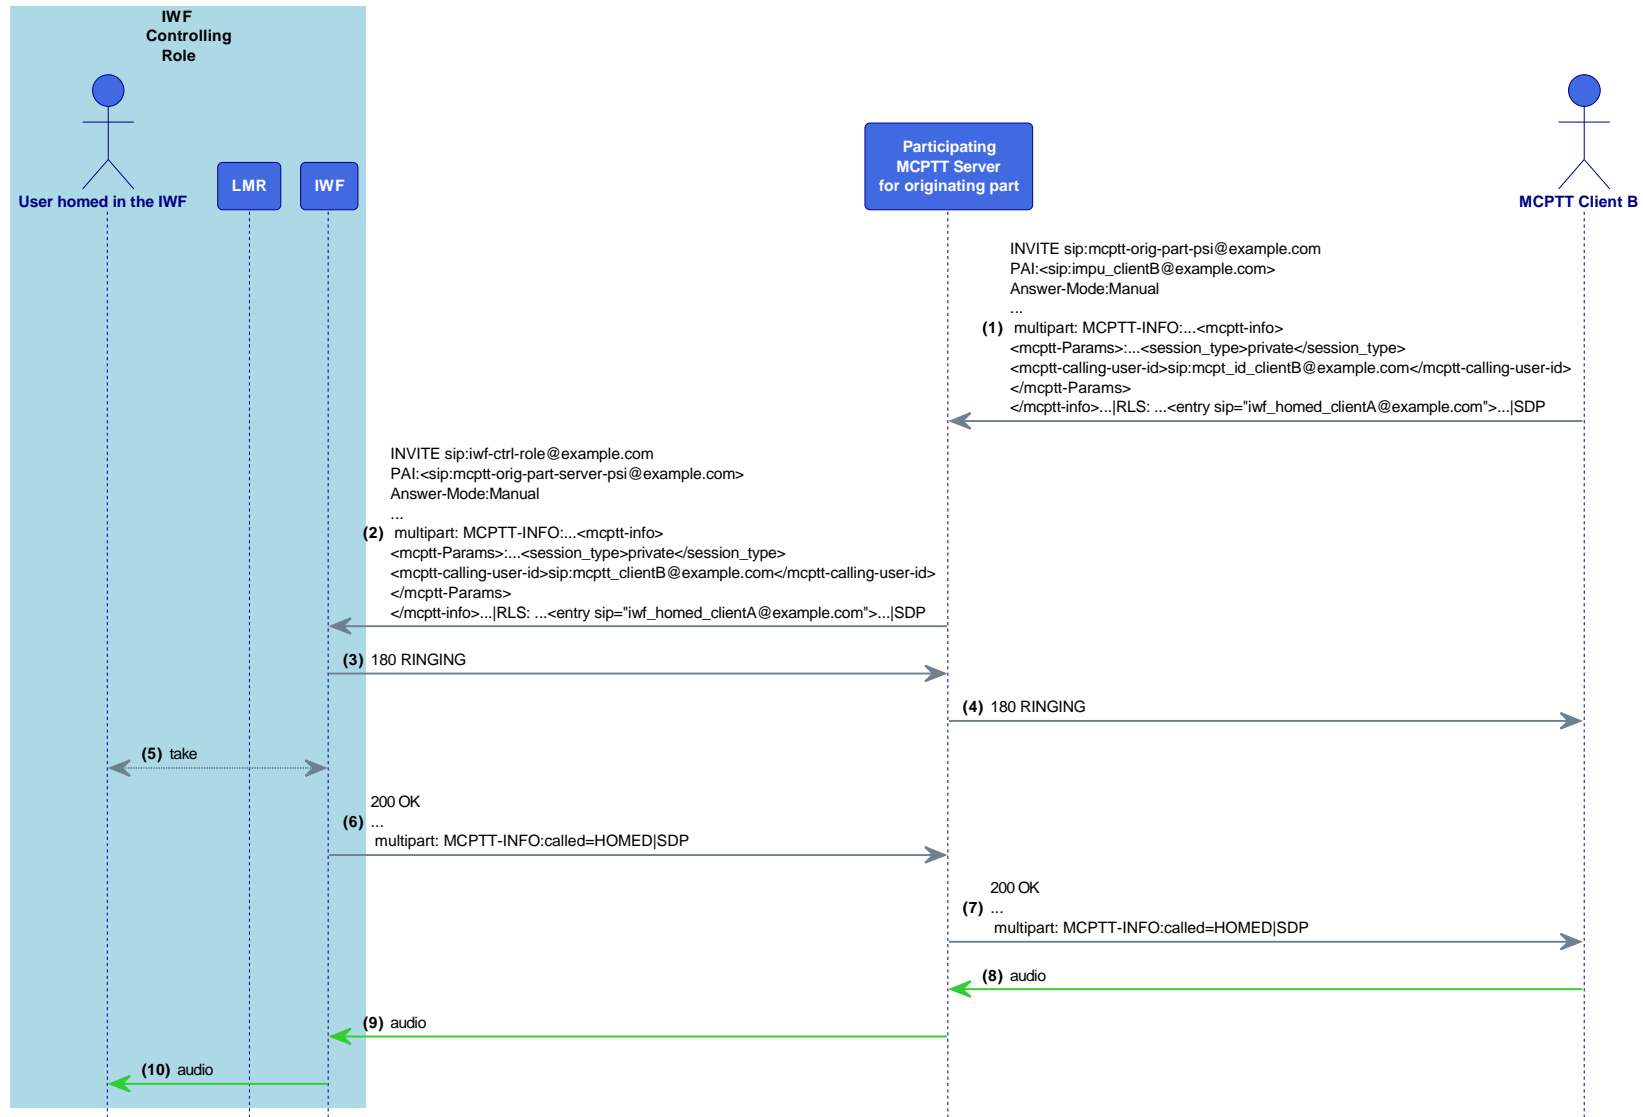 IWF
Controlling
Role
User homed in the IWF
LMR
IWF
Participating
MCPTT Server
for originating part
MCPTT Client B
INVITE sip:mcptt-orig-part-psi@example.com
PAI:<sip:impu_clientB@example.com>
Answer-Mode:Manual
...
(1) multipart: MCPTT-INFO:...<mcptt-info>
<mcptt-Params>:...<session_type>private</session_type>
<mcptt-calling-user-id>sip:mcpt_id_clientB@example.com</mcptt-calling-user-id>
</mcptt-Params>
</mcptt-info>...|RLS: ...<entry sip="iwf_homed_clientA@example.com">...|SDP
INVITE sip:iwf-ctrl-role@example.com
PAI:<sip:mcptt-orig-part-server-psi@example.com>
Answer-Mode:Manual
...
(2) multipart: MCPTT-INFO:...<mcptt-info>
<mcptt-Params>:...<session_type>private</session_type>
<mcptt-calling-user-id>sip:mcptt_clientB@example.com</mcptt-calling-user-id>
</mcptt-Params>
</mcptt-info>...|RLS: ...<entry sip="iwf_homed_clientA@example.com">...|SDP
(3) 180 RINGING
(4) 180 RINGING
(5) take
200 OK
(6) ...
multipart: MCPTT-INFO:called=HOMED|SDP
200 OK
(7) ...
multipart: MCPTT-INFO:called=HOMED|SDP
(8) audio
(9) audio
(10) audio